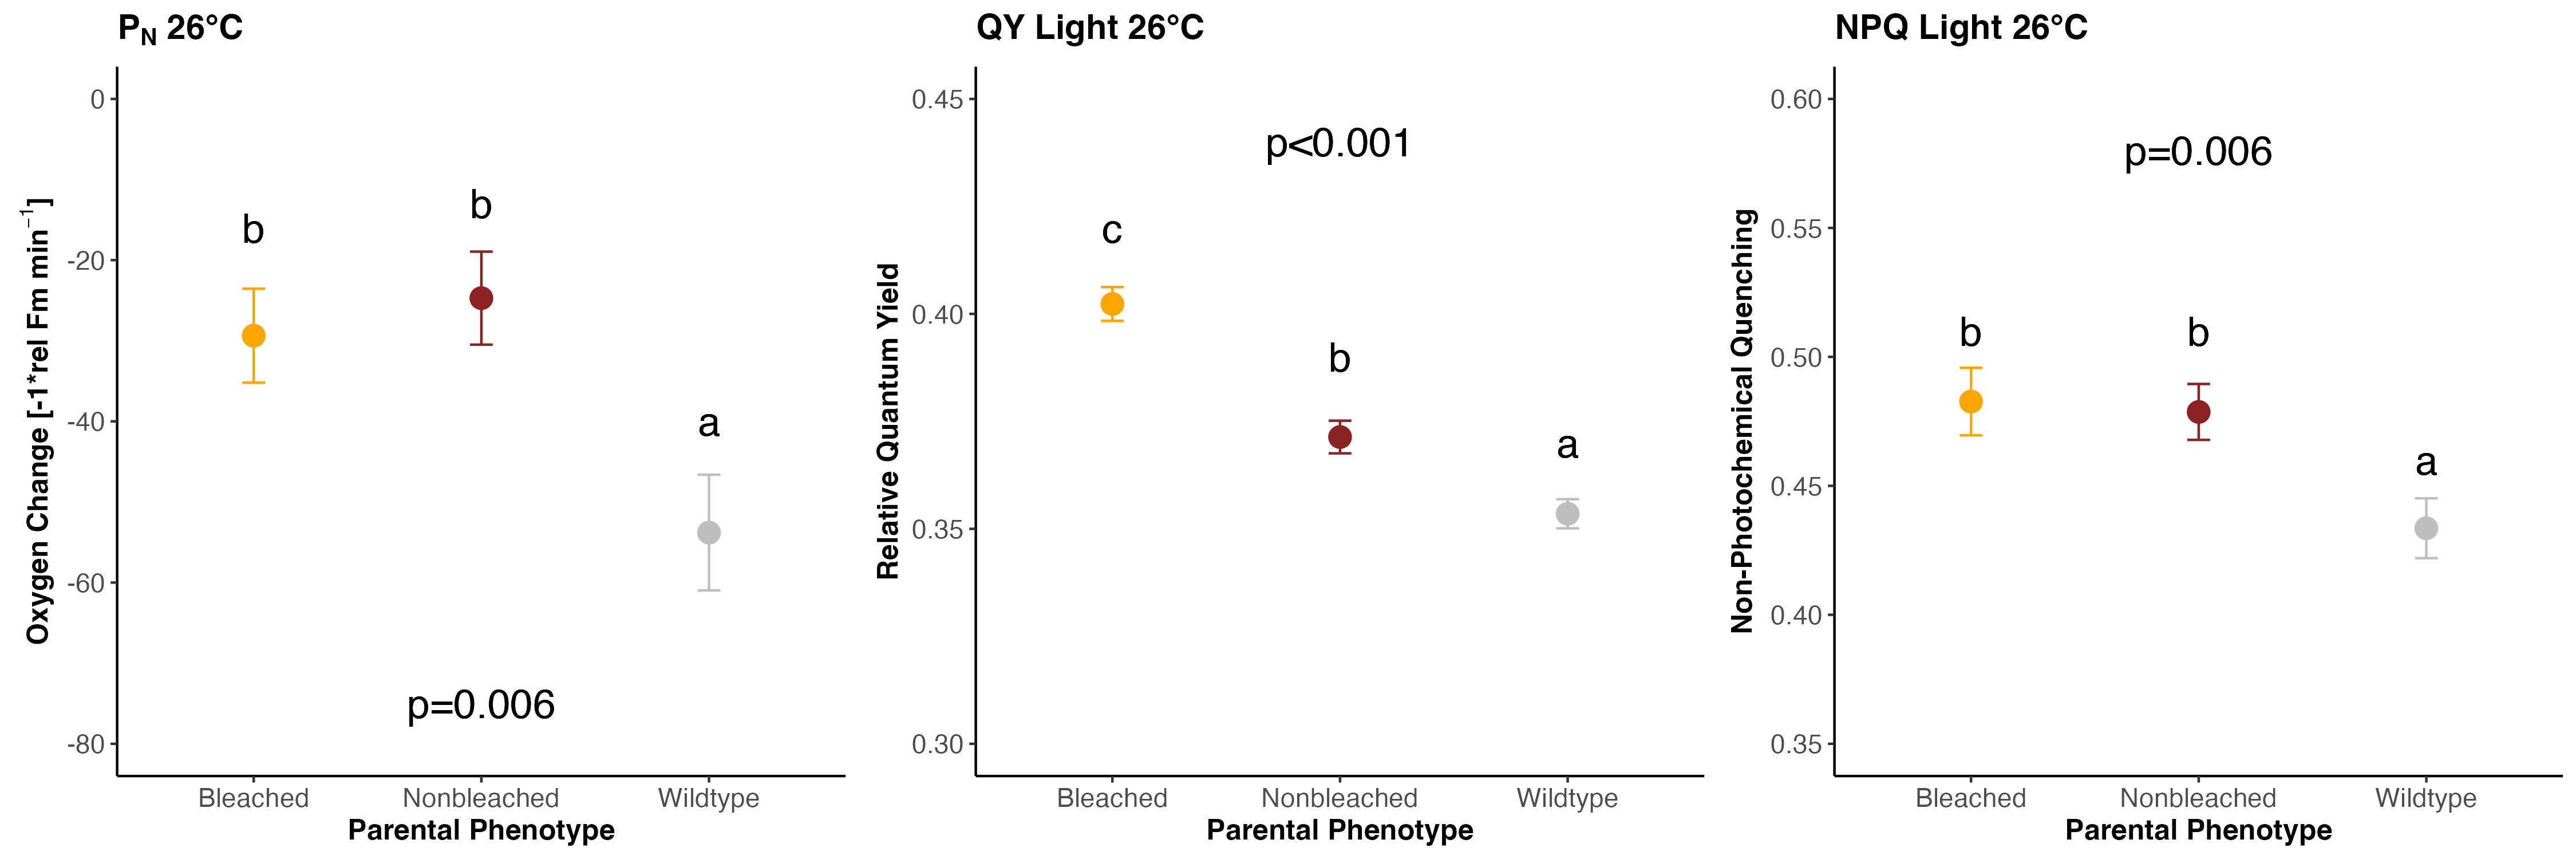 P_N 26°C
Oxygen Change [-1*rel Fm min⁻¹]
0
-20
-40
-60
-80
b
b
a
p=0.006
Bleached
Nonbleached
Wildtype
Parental Phenotype
QY Light 26°C
Relative Quantum Yield
0.45
0.40
0.35
0.30
p<0.001
c
b
a
Bleached
Nonbleached
Wildtype
Parental Phenotype
NPQ Light 26°C
Non-Photochemical Quenching
0.60
0.55
0.50
0.45
0.40
0.35
p=0.006
b
b
a
Bleached
Nonbleached
Wildtype
Parental Phenotype